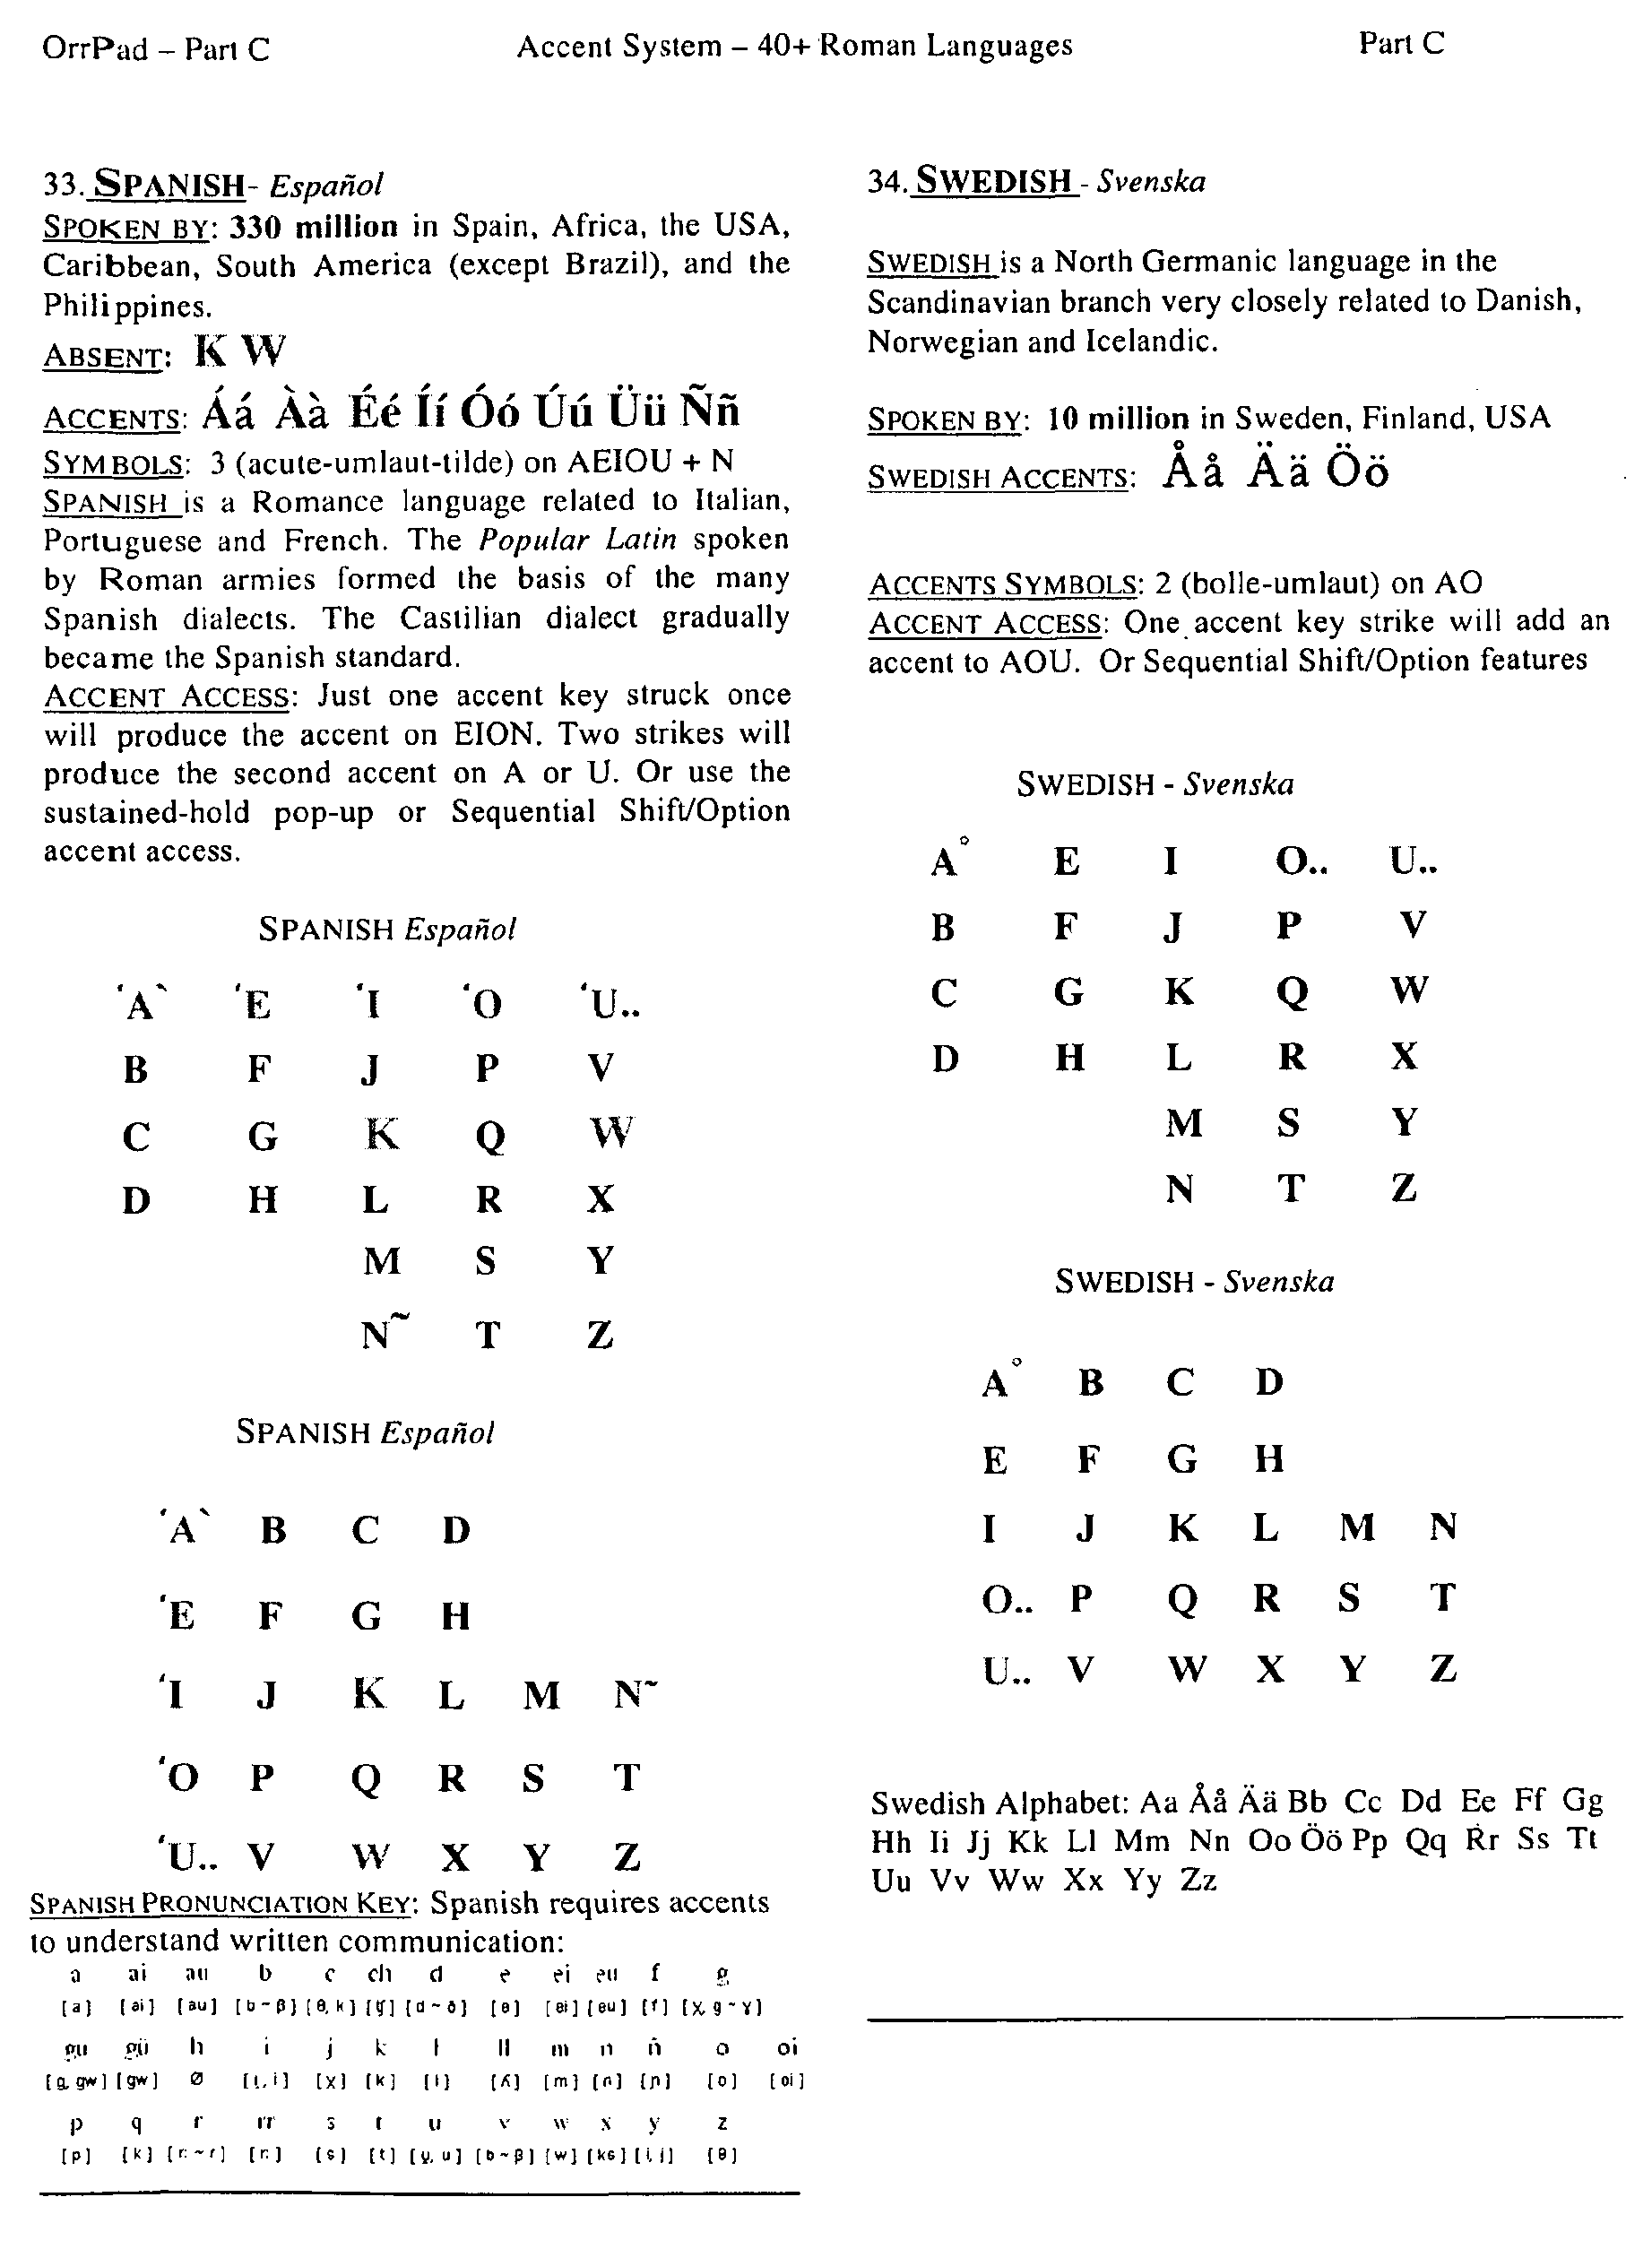 OrrPad – Part C    Accent System – 40+ Roman Languages    Part C
33. SPANISH- Español
SPOKEN BY: 330 million in Spain, Africa, the USA,
Caribbean, South America (except Brazil), and the
Philippines.
ABSENT: K W
ACCENTS: Áá Àà Éé Íí Óó Úú Üü Ññ
SYMBOLS: 3 (acute-umlaut-tilde) on AEIOU + N
SPANISH is a Romance language related to Italian,
Portuguese and French. The Popular Latin spoken
by Roman armies formed the basis of the many
Spanish dialects. The Castilian dialect gradually
became the Spanish standard.
ACCENT ACCESS: Just one accent key struck once
will produce the accent on EION. Two strikes will
produce the second accent on A or U. Or use the
sustained-hold pop-up or Sequential Shift/Option
accent access.
SPANISH Español
'A` 'E 'I 'O 'U..
B F J P V
C G K Q W
D H L R X
M S Y
N~ T Z
SPANISH Español
'A` B C D
'E F G H
'I J K L M N~
'O P Q R S T
'U.. V W X Y Z
SPANISH PRONUNCIATION KEY: Spanish requires accents
to understand written communication:
a ai au b c ch d e ei eu f g
[a] [ai] [au] [b~β] [θ, k] [ʧ] [d~ð] [e] [ei] [eu] [f] [χ, g~ɣ]
gu gü h i j k l ll m n ñ o oi
[g, gw] [gw] Ø [i, i] [x] [k] [l] [ʎ] [m] [n] [ɲ] [o] [oi]
p q r rr s t u v w x y z
[p] [k] [r:~r] [r:] [s] [t] [u, u] [b~β] [w] [ks] [i, j] [θ]
34. SWEDISH - Svenska
SWEDISH is a North Germanic language in the
Scandinavian branch very closely related to Danish,
Norwegian and Icelandic.
SPOKEN BY: 10 million in Sweden, Finland, USA
SWEDISH ACCENTS: Åå Ää Öö
ACCENTS SYMBOLS: 2 (bolle-umlaut) on AO
ACCENT ACCESS: One accent key strike will add an
accent to AOU. Or Sequential Shift/Option features
SWEDISH - Svenska
A° E I O.. U..
B F J P V
C G K Q W
D H L R X
M S Y
N T Z
SWEDISH - Svenska
A° B C D
E F G H
I J K L M N
O.. P Q R S T
U.. V W X Y Z
Swedish Alphabet: Aa Åå Ää Bb Cc Dd Ee Ff Gg
Hh Ii Jj Kk Ll Mm Nn Oo Öö Pp Qq Rr Ss Tt
Uu Vv Ww Xx Yy Zz